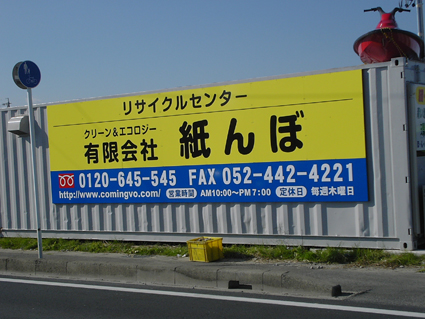 リサイクルセンター
クリーン&エコロジー
有限会社 紙んぼ
0120-645-545 FAX 052-442-4221
http://www.comingvo.com/ 営業時間 AM10:00~PM7:00 定休日 毎週木曜日